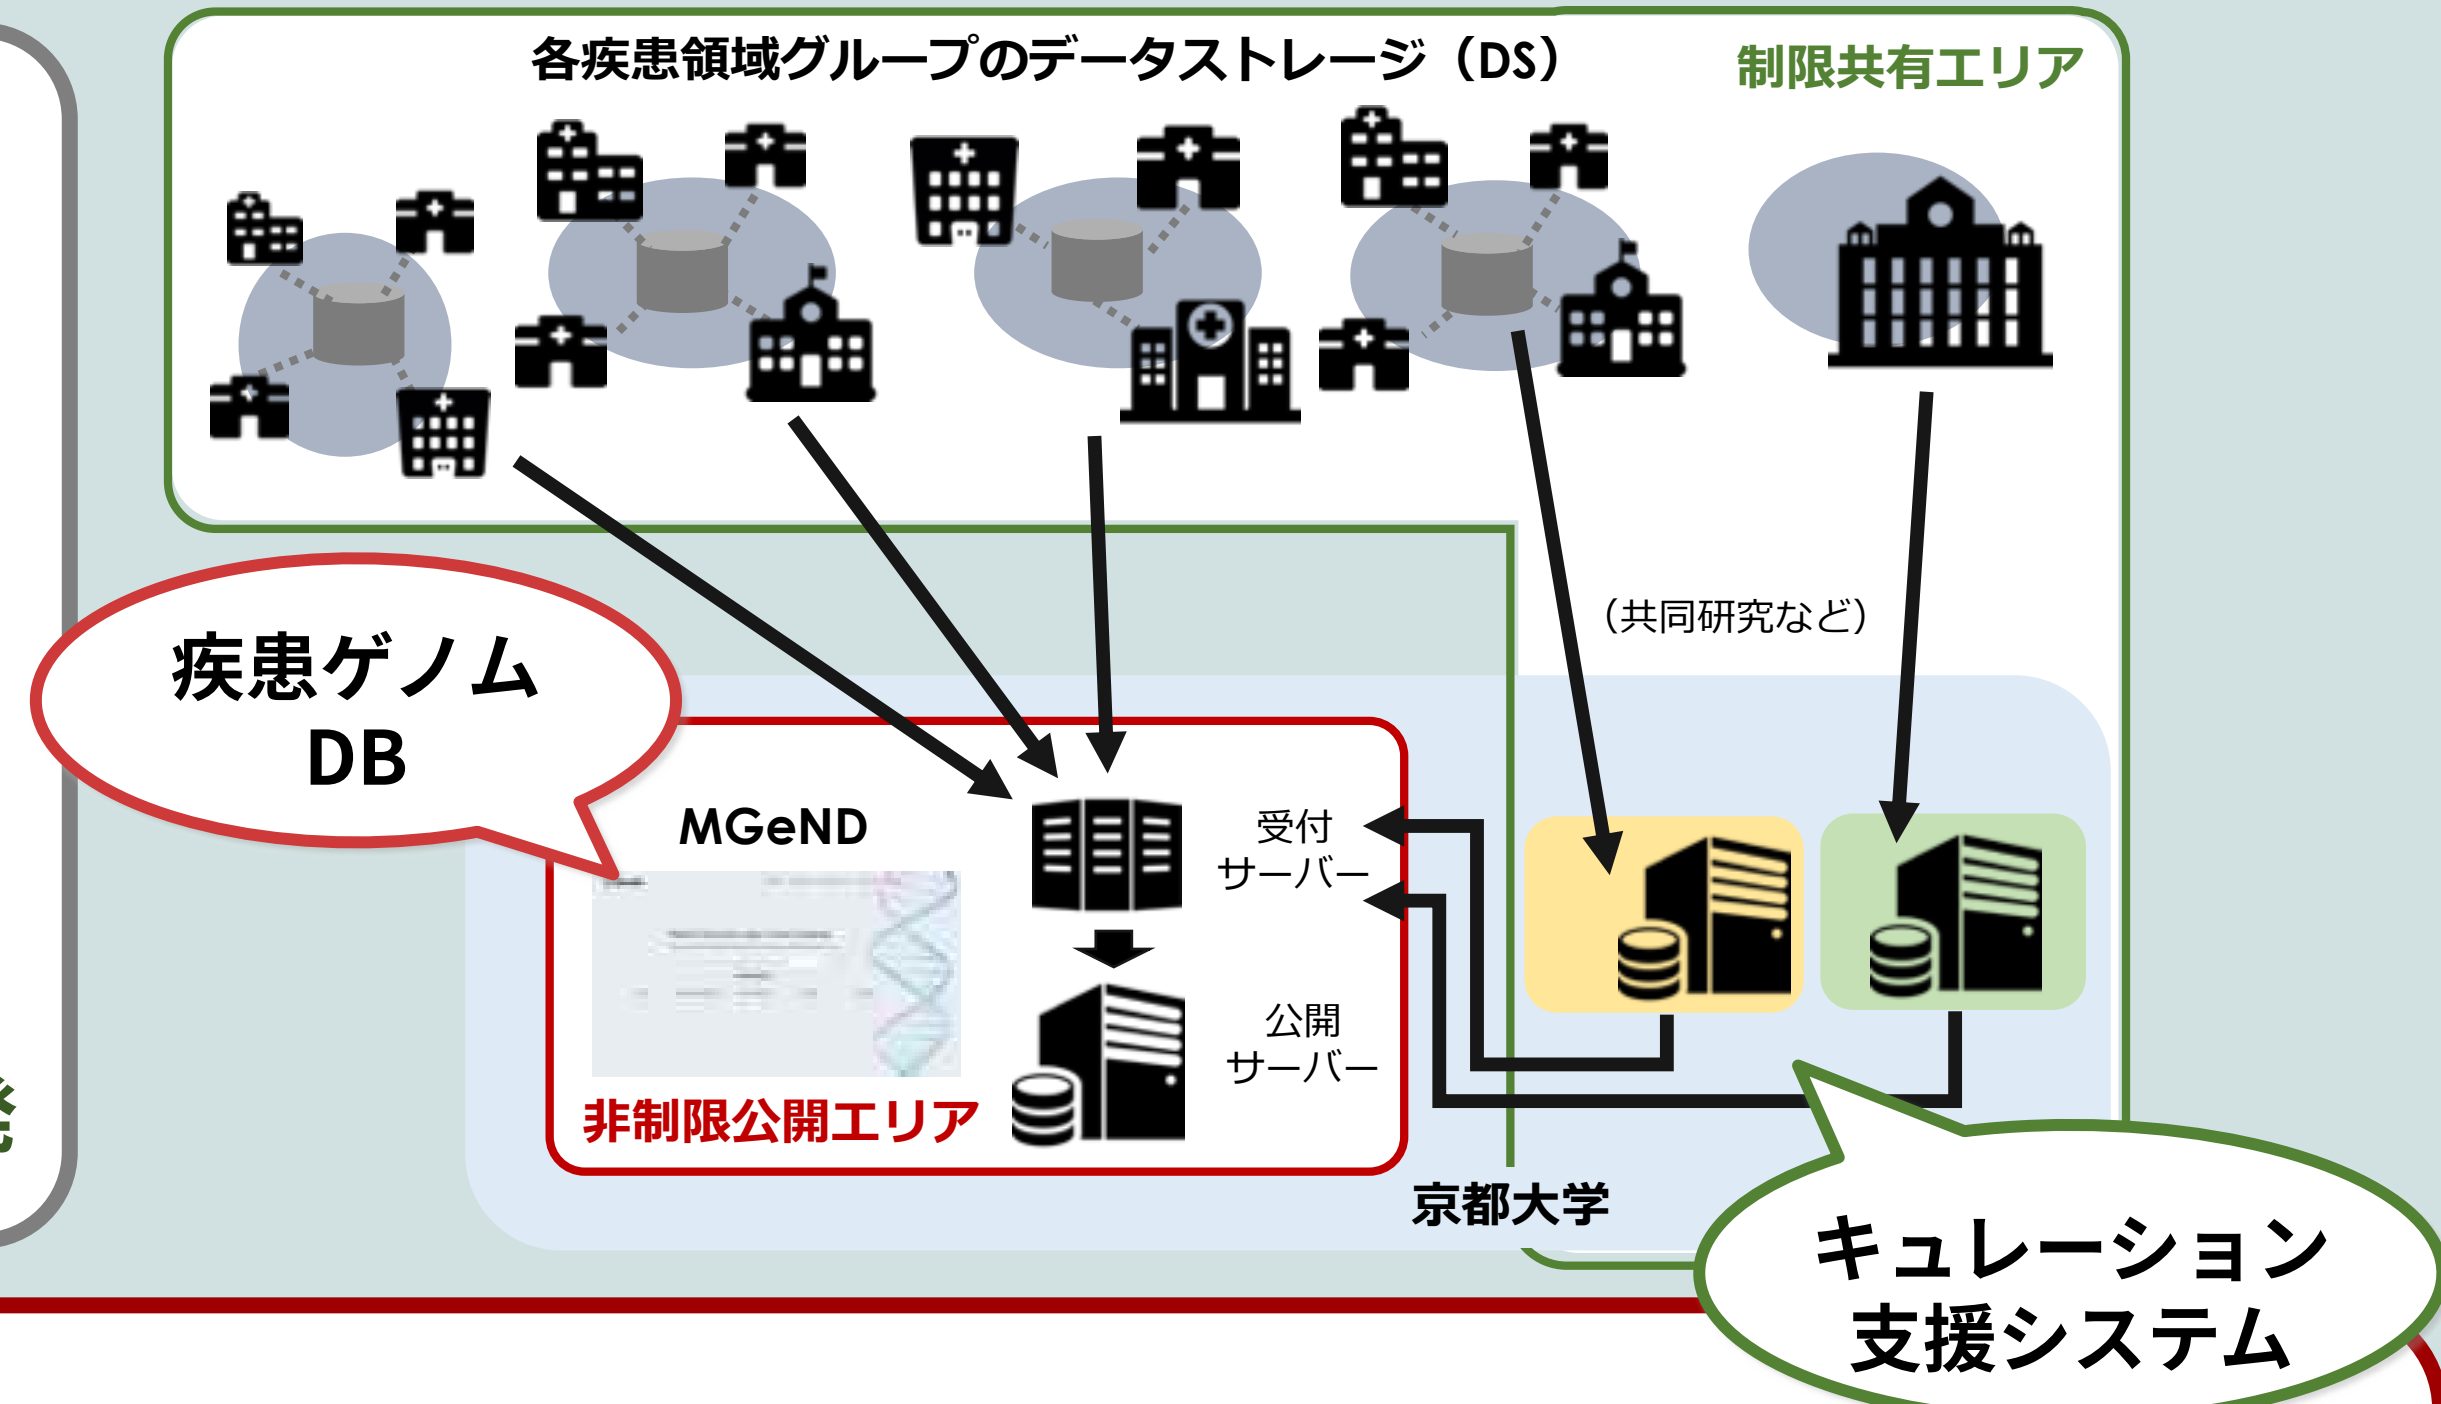 各疾患領域グループのデータストレージ（DS）
制限共有エリア
（共同研究など）
疾患ゲノム
DB
MGeND
受付
サーバー
公開
サーバー
非制限公開エリア
京都大学
キュレーション
支援システム